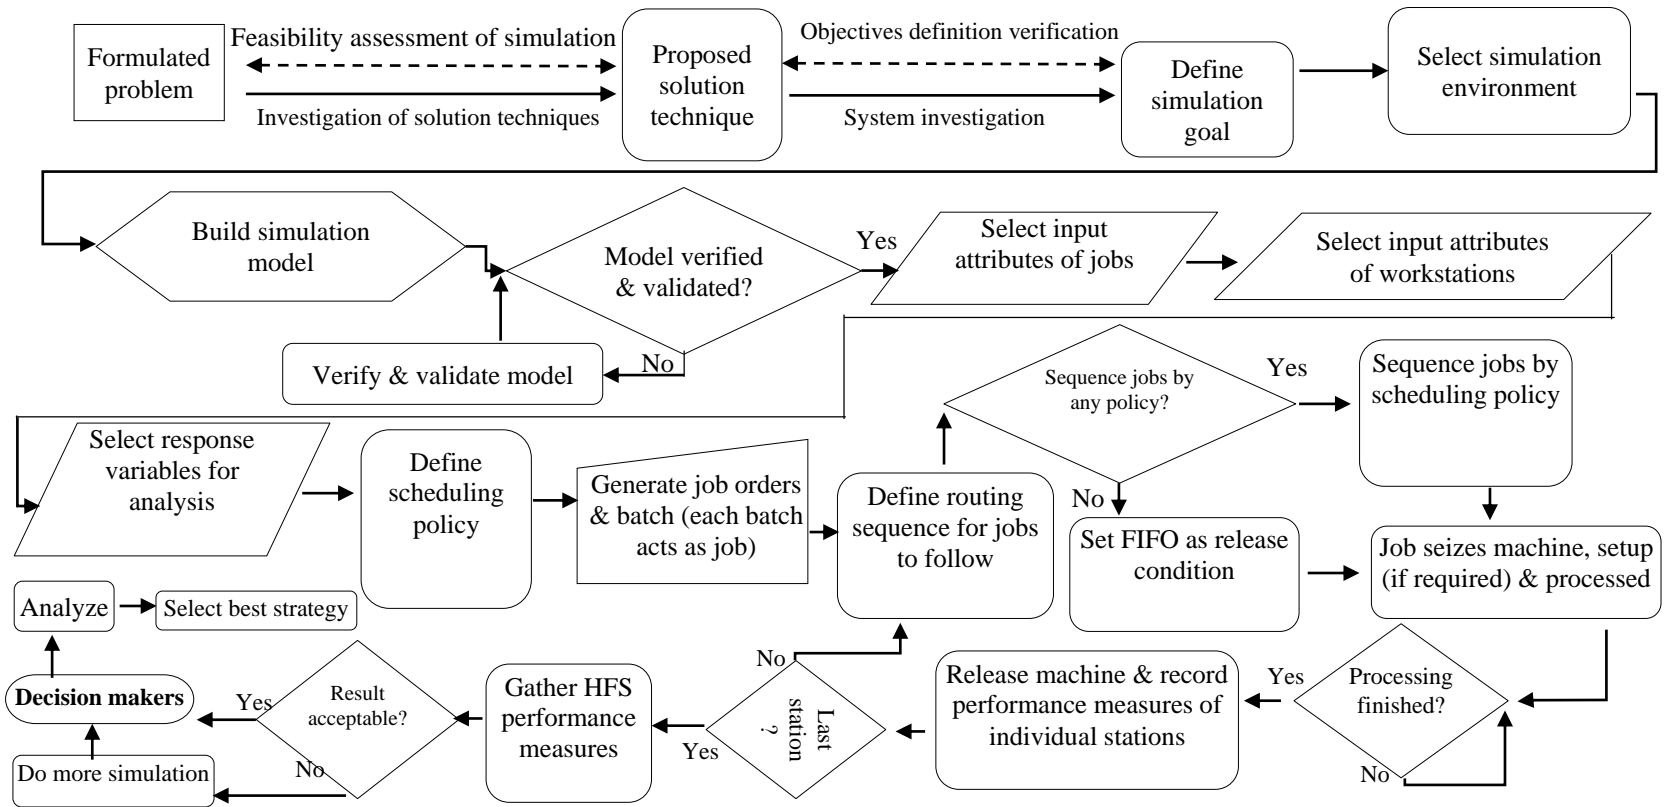 Formulated
problem
Feasibility assessment of simulation
Investigation of solution techniques
Proposed
solution
technique
Objectives definition verification
System investigation
Define
simulation
goal
Select simulation
environment
Build simulation
model
Model verified
& validated?
Yes
No
Verify & validate model
Select input
attributes of jobs
Select input attributes
of workstations
Select response
variables for
analysis
Define
scheduling
policy
Generate job orders
& batch (each batch
acts as job)
Define routing
sequence for jobs
to follow
Sequence jobs by
any policy?
Yes
No
Sequence jobs by
scheduling policy
Set FIFO as release
condition
Job seizes machine, setup
(if required) & processed
Processing
finished?
Yes
No
Release machine & record
performance measures of
individual stations
Last
station
?
No
Yes
Gather HFS
performance
measures
Result
acceptable?
Yes
No
Do more simulation
Decision makers
Analyze
Select best strategy